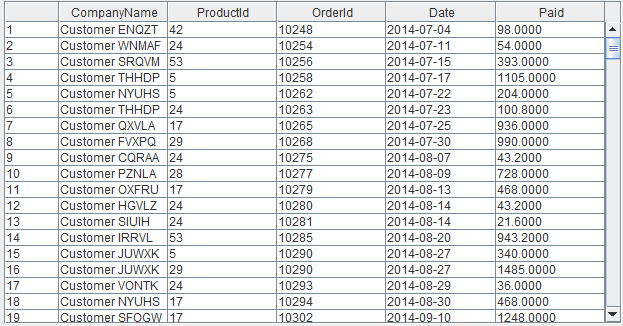 CompanyName ProductId OrderId Date Paid
1 Customer ENQZT 42 10248 2014-07-04 98.0000
2 Customer WNMAF 24 10254 2014-07-11 54.0000
3 Customer SRQVM 53 10256 2014-07-15 393.0000
4 Customer THHDP 5 10258 2014-07-17 1105.0000
5 Customer NYUHS 5 10262 2014-07-22 204.0000
6 Customer THHDP 24 10263 2014-07-23 100.8000
7 Customer QXVLA 17 10265 2014-07-25 936.0000
8 Customer FVXPQ 29 10268 2014-07-30 990.0000
9 Customer CQRAA 24 10275 2014-08-07 43.2000
10 Customer PZNLA 28 10277 2014-08-09 728.0000
11 Customer OXFRU 17 10279 2014-08-13 468.0000
12 Customer HGVLZ 24 10280 2014-08-14 43.2000
13 Customer SIUIH 24 10281 2014-08-14 21.6000
14 Customer IRRVL 53 10285 2014-08-20 943.2000
15 Customer JUWXK 5 10290 2014-08-27 340.0000
16 Customer JUWXK 29 10290 2014-08-27 1485.0000
17 Customer VONTK 24 10293 2014-08-29 36.0000
18 Customer NYUHS 17 10294 2014-08-30 468.0000
19 Customer SFOGW 17 10302 2014-09-10 1248.0000